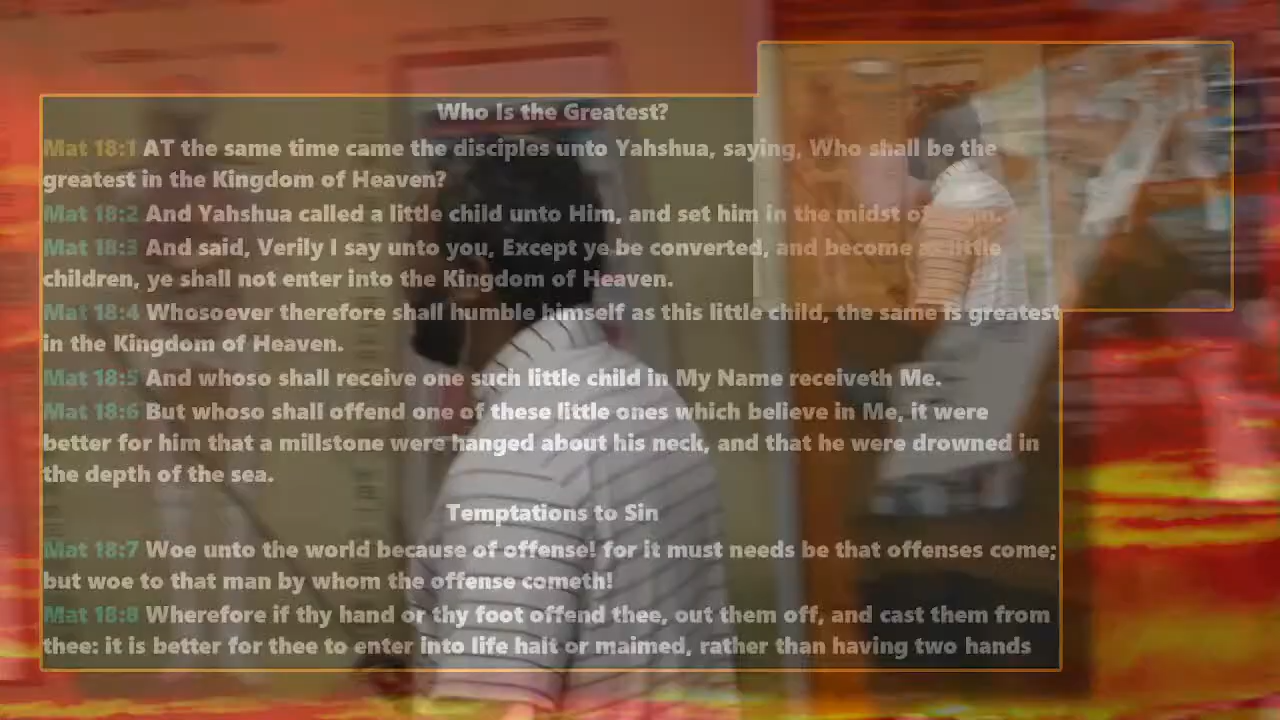 Who Is the Greatest?
Mat 18:1 AT the same time came the disciples unto Yahshua, saying, Who shall be the
greatest in the Kingdom of Heaven?
Mat 18:2 And Yahshua called a little child unto Him, and set him in the midst of
Mat 18:3 And said, Verily I say unto you, Except ye be converted, and become as little
children, ye shall not enter into the Kingdom of Heaven.
Mat 18:4 Whosoever therefore shall humble himself as this little child, the same is greatest
in the Kingdom of Heaven.
Mat 18:5 And whoso shall receive one such little child in My Name receiveth Me.
Mat 18:6 But whoso shall offend one of these little ones which believe in Me, it were
better for him that a millstone were hanged about his neck, and that he were drowned in
the depth of the sea.
Temptations to Sin
Mat 18:7 Woe unto the world because of offense! for it must needs be that offenses come;
but woe to that man by whom the offense cometh!
Mat 18:8 Wherefore if thy hand or thy foot offend thee, out them off, and cast them from
thee: it is better for thee to enter into life halt or maimed, rather than having two hands